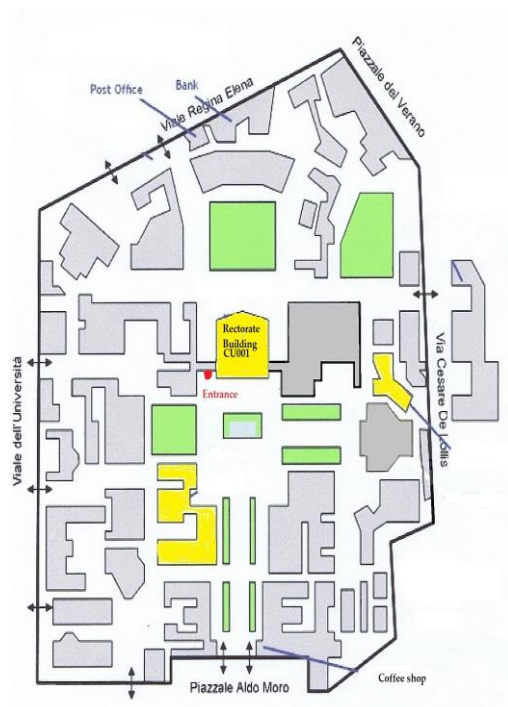 Piazzale del Verano
Viale Regina Elena
Bank
Post Office
Rectorate
Building
CU001
Entrance
Via Cesare De Lollis
Viale dell'Università
Coffee shop
Piazzale Aldo Moro